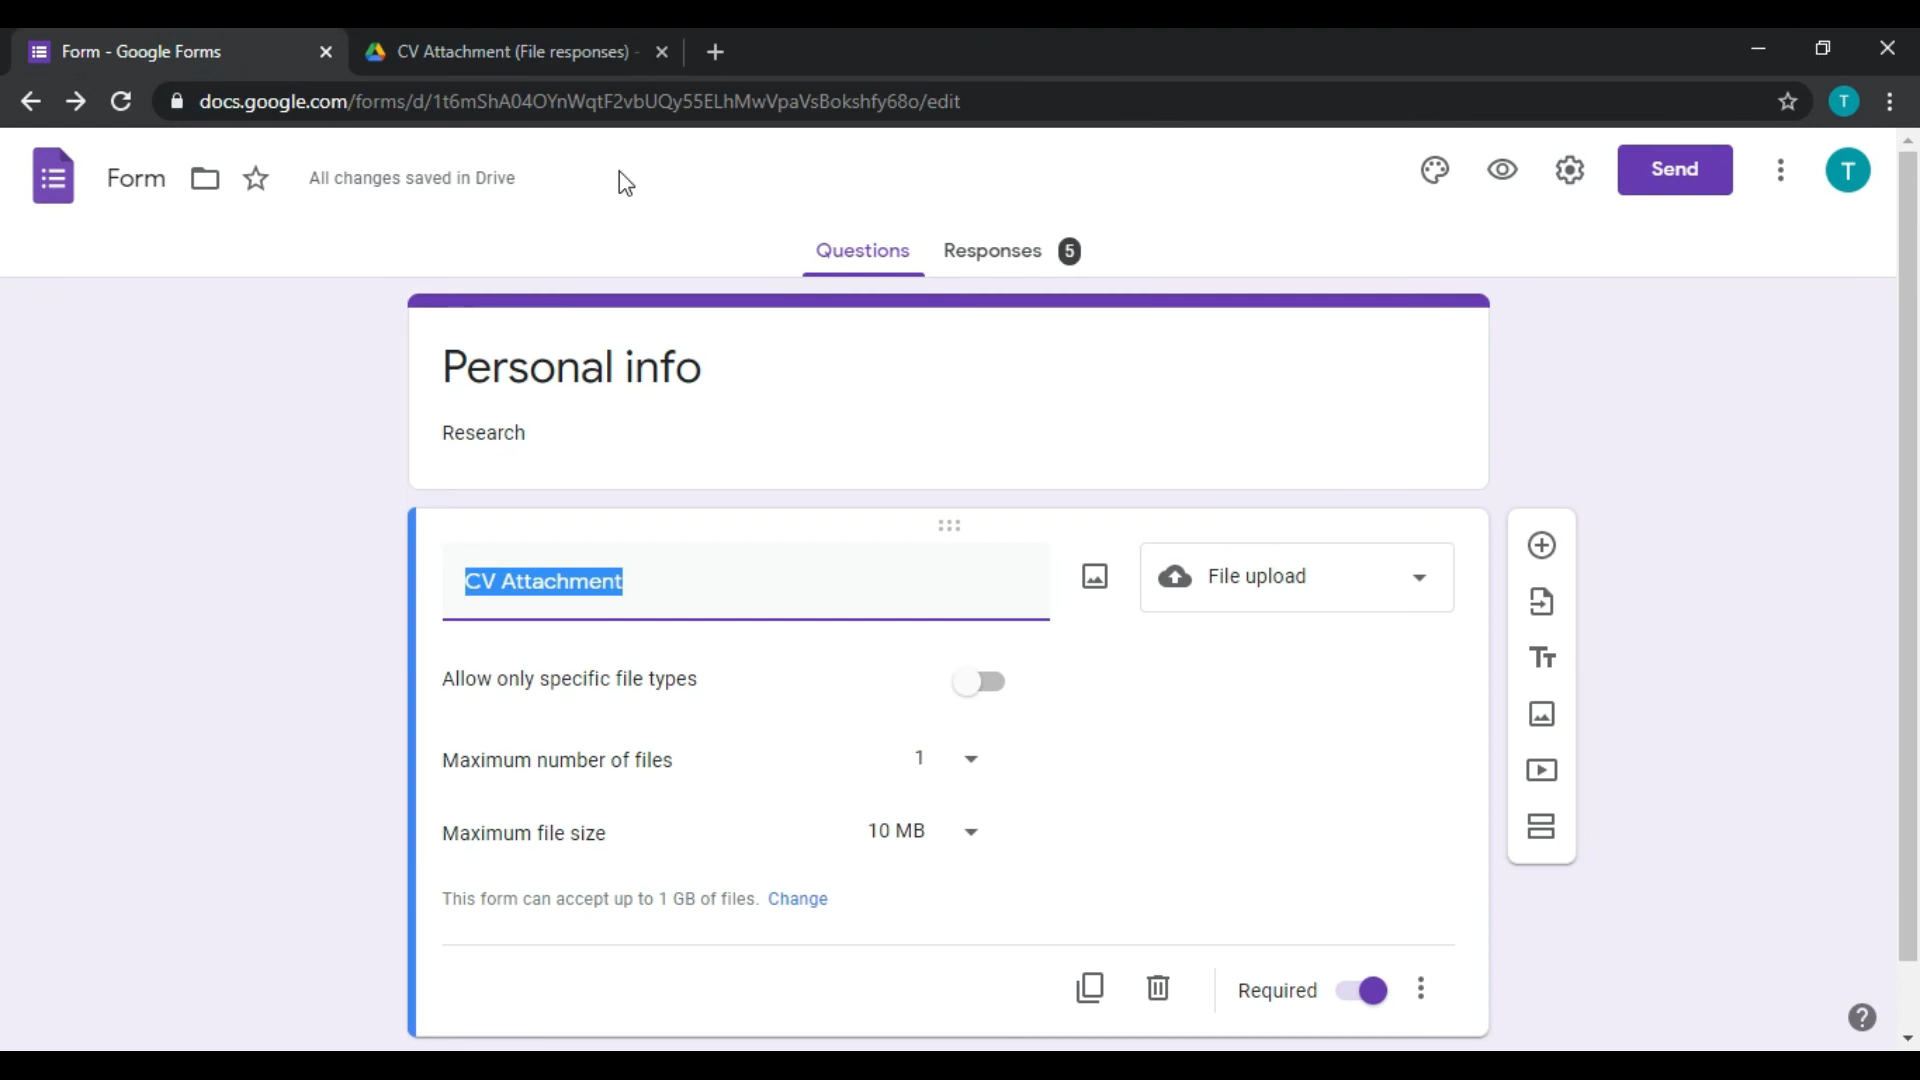 Form - Google Forms
CV Attachment (File responses) -
docs.google.com/forms/d/1t6mShA04OYnWqtF2vbUQy55ELhMwVpaVsBokshfy68o/edit
T
Form
All changes saved in Drive
Send
T
Questions
Responses 5
Personal info
Research
CV Attachment
File upload
Allow only specific file types
Maximum number of files 1
Maximum file size 10 MB
This form can accept up to 1 GB of files. Change
Required